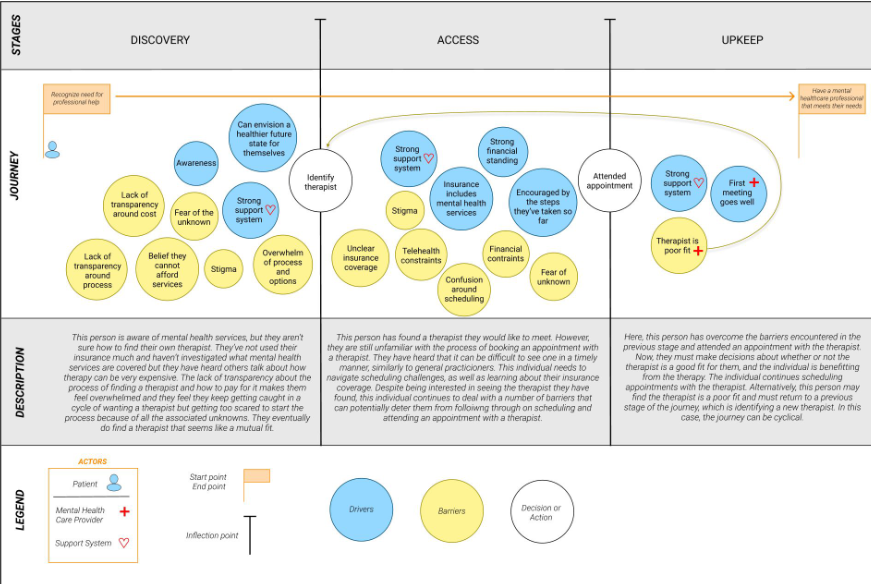 STAGES
DISCOVERY
ACCESS
UPKEEP
JOURNEY
Recognize need for
professional help
Have a mental
healthcare professional
that meets their needs
Can envision a
healthier future
state for
themselves
Awareness
Lack of
transparency
around cost
Fear of the
unknown
Strong
support
system
Lack of
transparency
around
process
Belief they
cannot
afford
services
Stigma
Overwhelm
of process
and
options
Identify
therapist
Strong
support
system
Strong
financial
standing
Insurance
includes
mental health
services
Encouraged by
the steps
they've taken so
far
Stigma
Unclear
insurance
coverage
Telehealth
constraints
Financial
contraints
Confusion
around
scheduling
Fear of
unknown
Attended
appointment
Strong
support
system
First
meeting
goes well
Therapist is
poor fit
DESCRIPTION
This person is aware of mental health services, but they aren't
sure how to find their own therapist. They've not used their
insurance much and haven't investigated what mental health
services are covered but they have heard others talk about how
therapy can be very expensive. The lack of transparency about the
process of finding a therapist and how to pay for it makes them
feel overwhelmed and they feel they keep getting caught in a
cycle of wanting a therapist but getting too scared to start the
process because of all the associated unknowns. They eventually
do find a therapist that seems like a mutual fit.
This person has found a therapist they would like to meet. However,
they are still unfamiliar with the process of booking an appointment with
a therapist. They have heard that it can be difficult to see one in a timely
manner, similarly to general practicioners. This individual needs to
navigate scheduling challenges, as well as learning about their insurance
coverage. Despite being interested in seeing the therapist they have
found, this individual continues to deal with a number of barriers that
can potentially deter them from folloiwng through on scheduling and
attending an appointment with a therapist.
Here, this person has overcome the barriers encountered in the
previous stage and attended an appointment with the therapist.
Now, they must make decisions about whether or not the
therapist is a good fit for them, and the individual is benefitting
from the therapy. The individual continues scheduling
appointments with the therapist. Alternatively, this person may
find the therapist is a poor fit and must return to a previous
stage of the journey, which is identifying a new therapist. In this
case, the journey can be cyclical.
LEGEND
ACTORS
Patient
Mental Health
Care Provider
Support System
Start point
End point
Inflection point
Drivers
Barriers
Decision or
Action